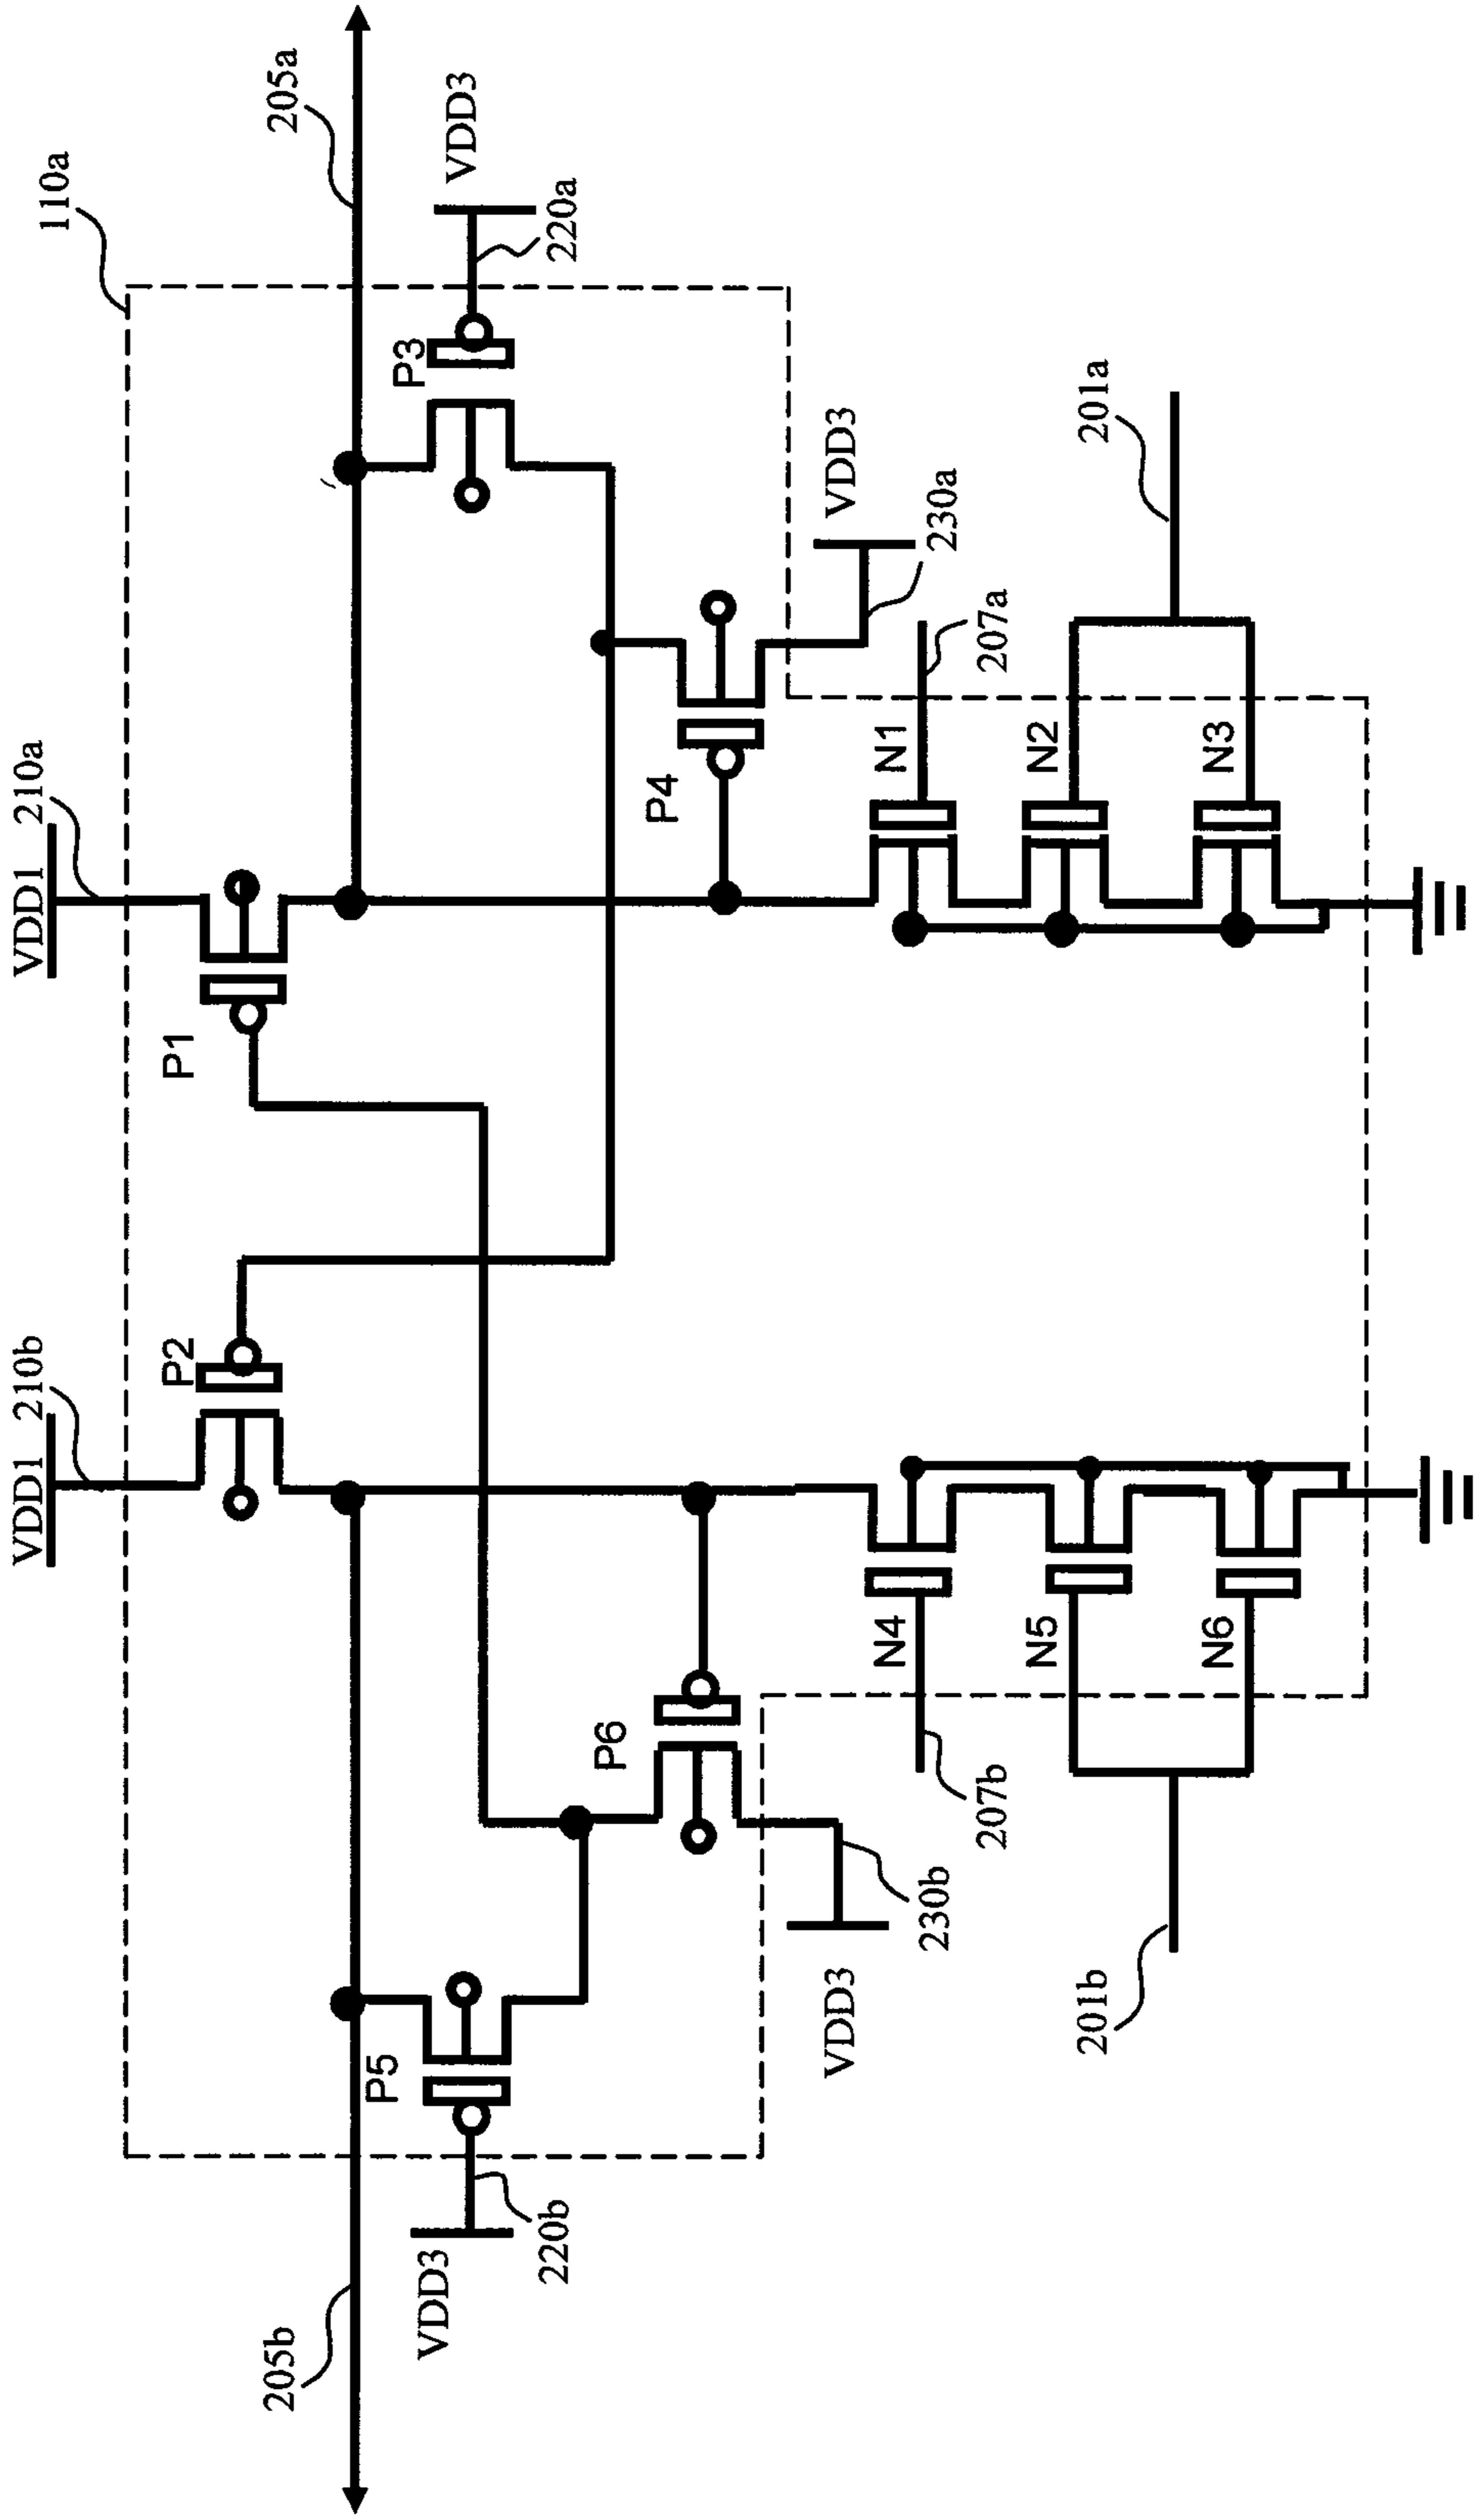 110a
205a
VDD3
220a
P3
VDD1
210a
P1
VDD3
230a
P4
207a
N1
N2
N3
201a
VDD1
210b
P2
N4
N5
N6
207b
201b
P6
230b
VDD3
P5
VDD3
220b
205b